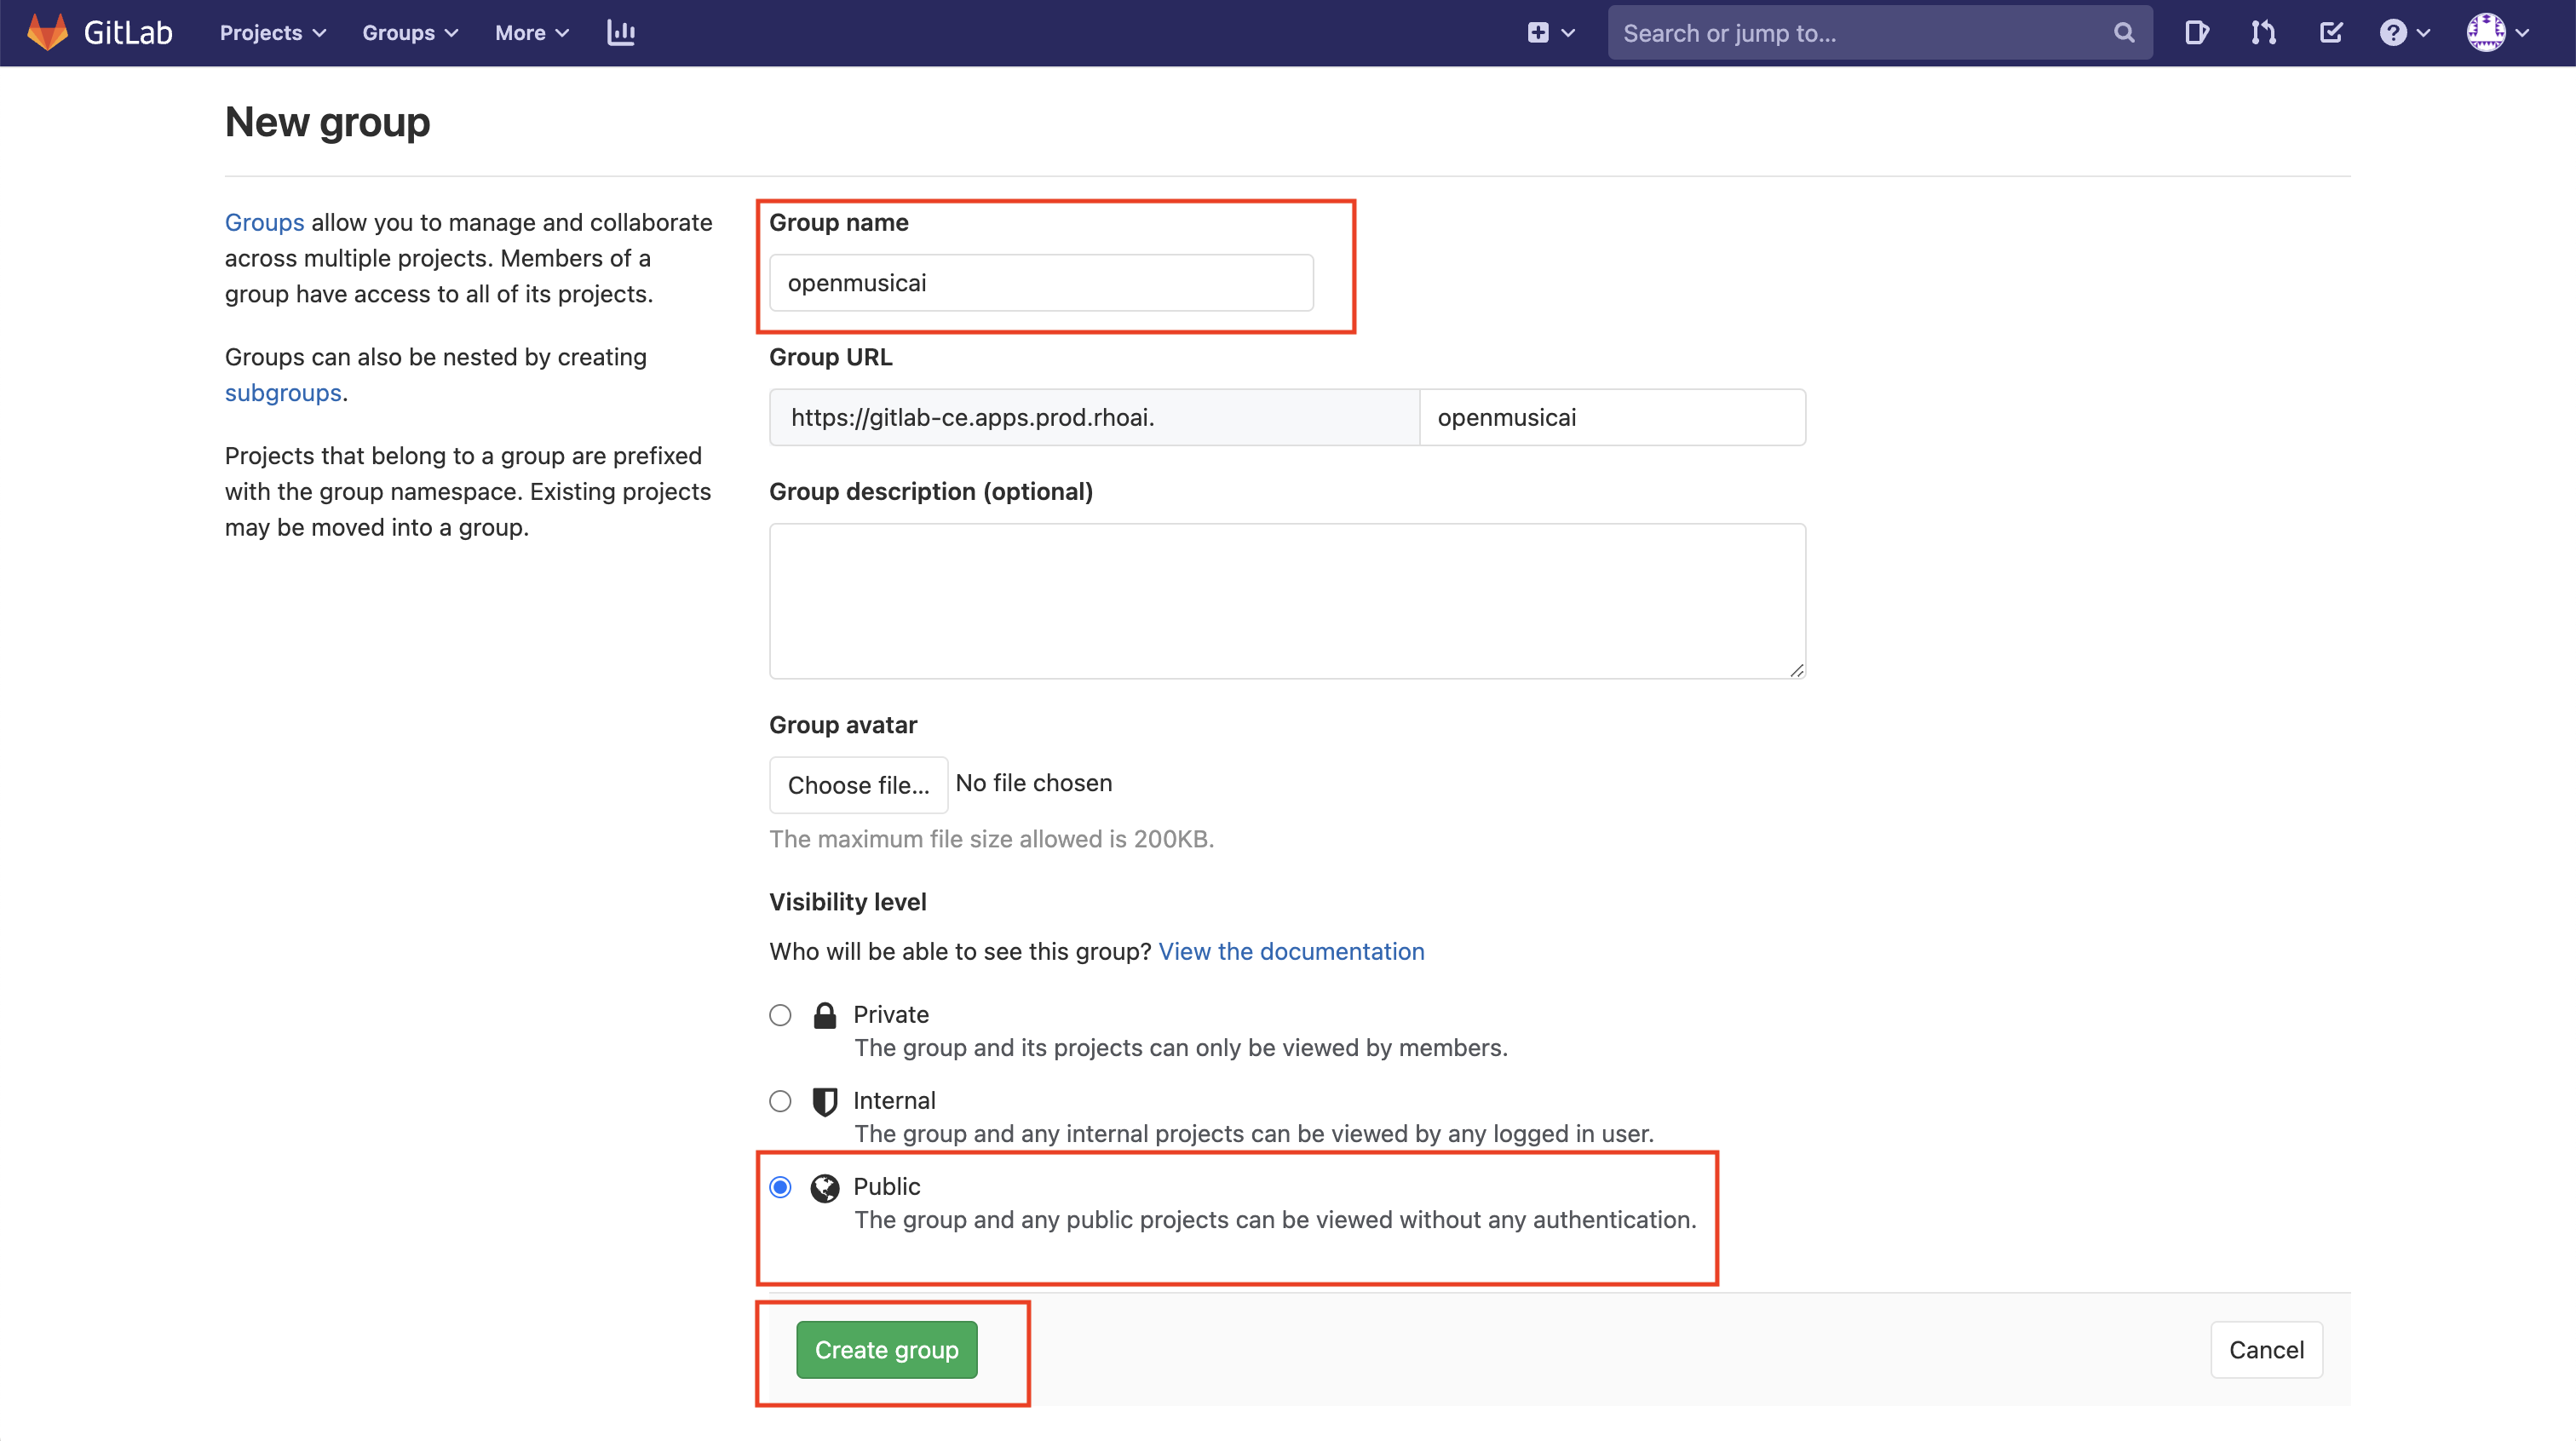 GitLab Projects Groups More Search or jump to...
New group
Groups allow you to manage and collaborate
across multiple projects. Members of a
group have access to all of its projects.
Groups can also be nested by creating
subgroups.
Projects that belong to a group are prefixed
with the group namespace. Existing projects
may be moved into a group.
Group name
openmusicai
Group URL
https://gitlab-ce.apps.prod.rhoai. openmusicai
Group description (optional)
Group avatar
Choose file... No file chosen
The maximum file size allowed is 200KB.
Visibility level
Who will be able to see this group? View the documentation
Private
The group and its projects can only be viewed by members.
Internal
The group and any internal projects can be viewed by any logged in user.
Public
The group and any public projects can be viewed without any authentication.
Create group Cancel